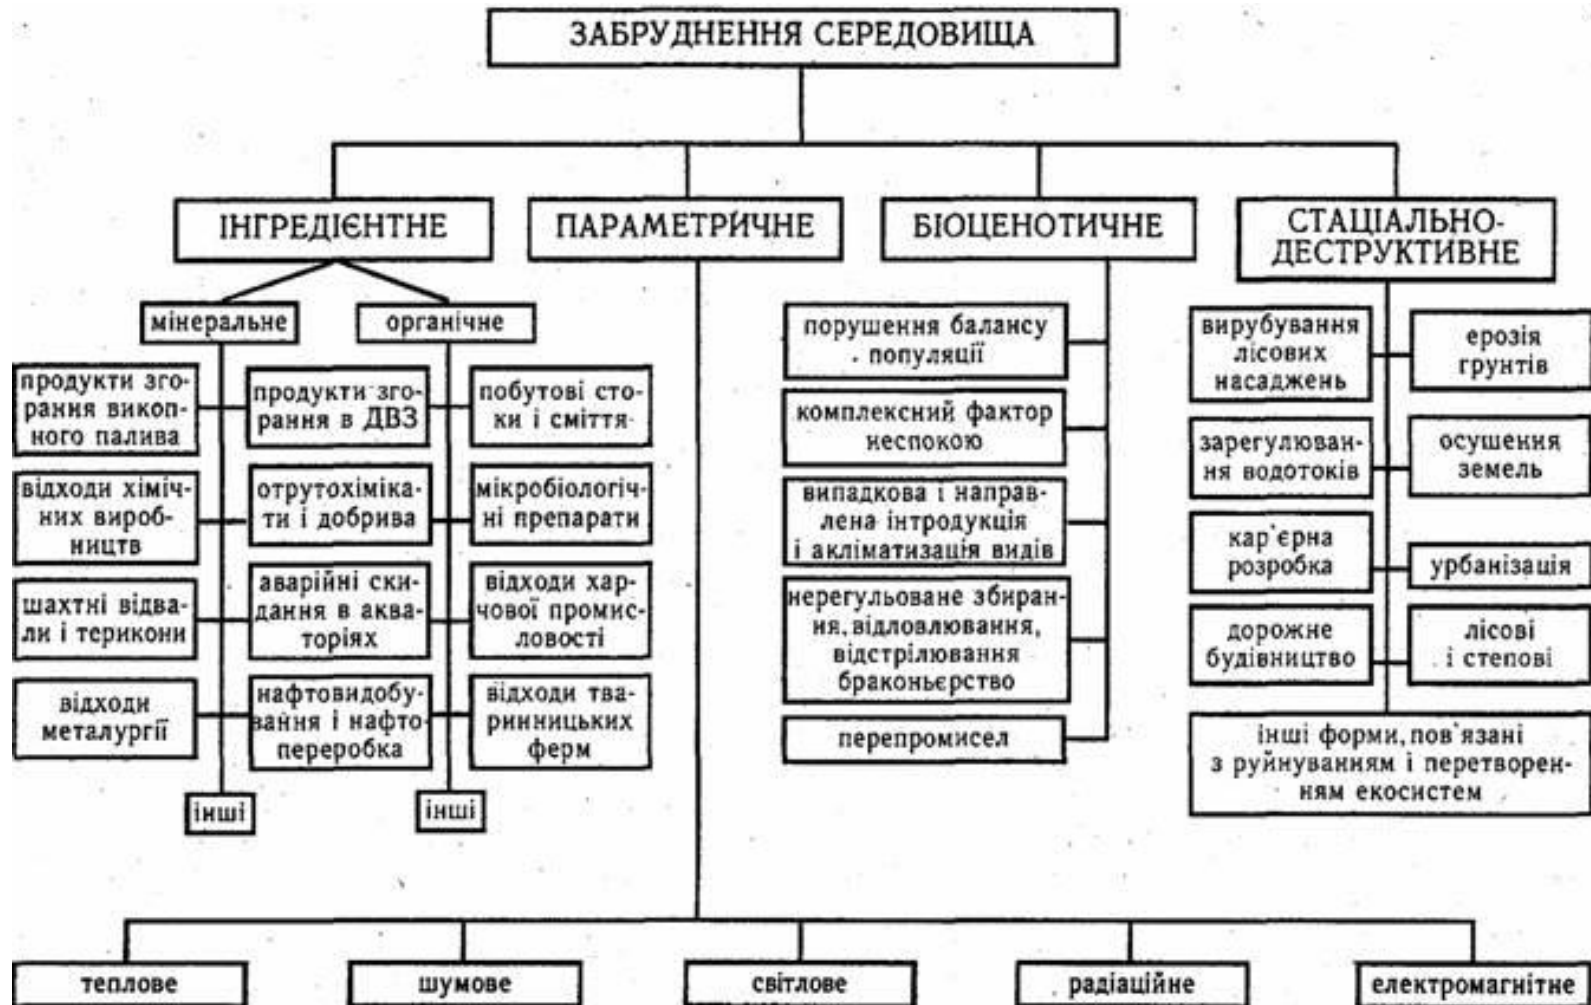 ЗАБРУДНЕННЯ СЕРЕДОВИЩА
ІНГРЕДІЄНТНЕ
ПАРАМЕТРИЧНЕ
БІОЦЕНОТИЧНЕ
СТАЦІАЛЬНО-
ДЕСТРУКТИВНЕ
мінеральне
органічне
продукти зго-
рання викоп-
ного палива
відходи хіміч-
них вироб-
ництв
шахтні відва-
ли і терикони
відходи
металургії
інші
продукти зго-
рання в ДВЗ
отрутохіміка-
ти і добрива
аварійні ски-
дання в аква-
торіях
нафтовидобу-
вання і нафто-
переробка
побутові сто-
ки і сміття
мікробіологіч-
ні препарати
відходи хар-
чової промис-
ловості
відходи тва-
ринницьких
ферм
інші
порушення балансу
популяції
комплексний фактор
неспокою
випадкова і направ-
лена інтродукція
і акліматизація видів
нерегульоване збиран-
ня, відловлювання,
відстрілювання
браконьєрство
перепромисел
вирубування
лісових
насаджень
зарегулюван-
ня водотоків
кар'єрна
розробка
дорожне
будівництво
ерозія
грунтів
осушення
земель
урбанізація
лісові
і степові
інші форми, пов'язані
з руйнуванням і перетворен-
ням екосистем
теплове
шумове
світлове
радіаційне
електромагнітне